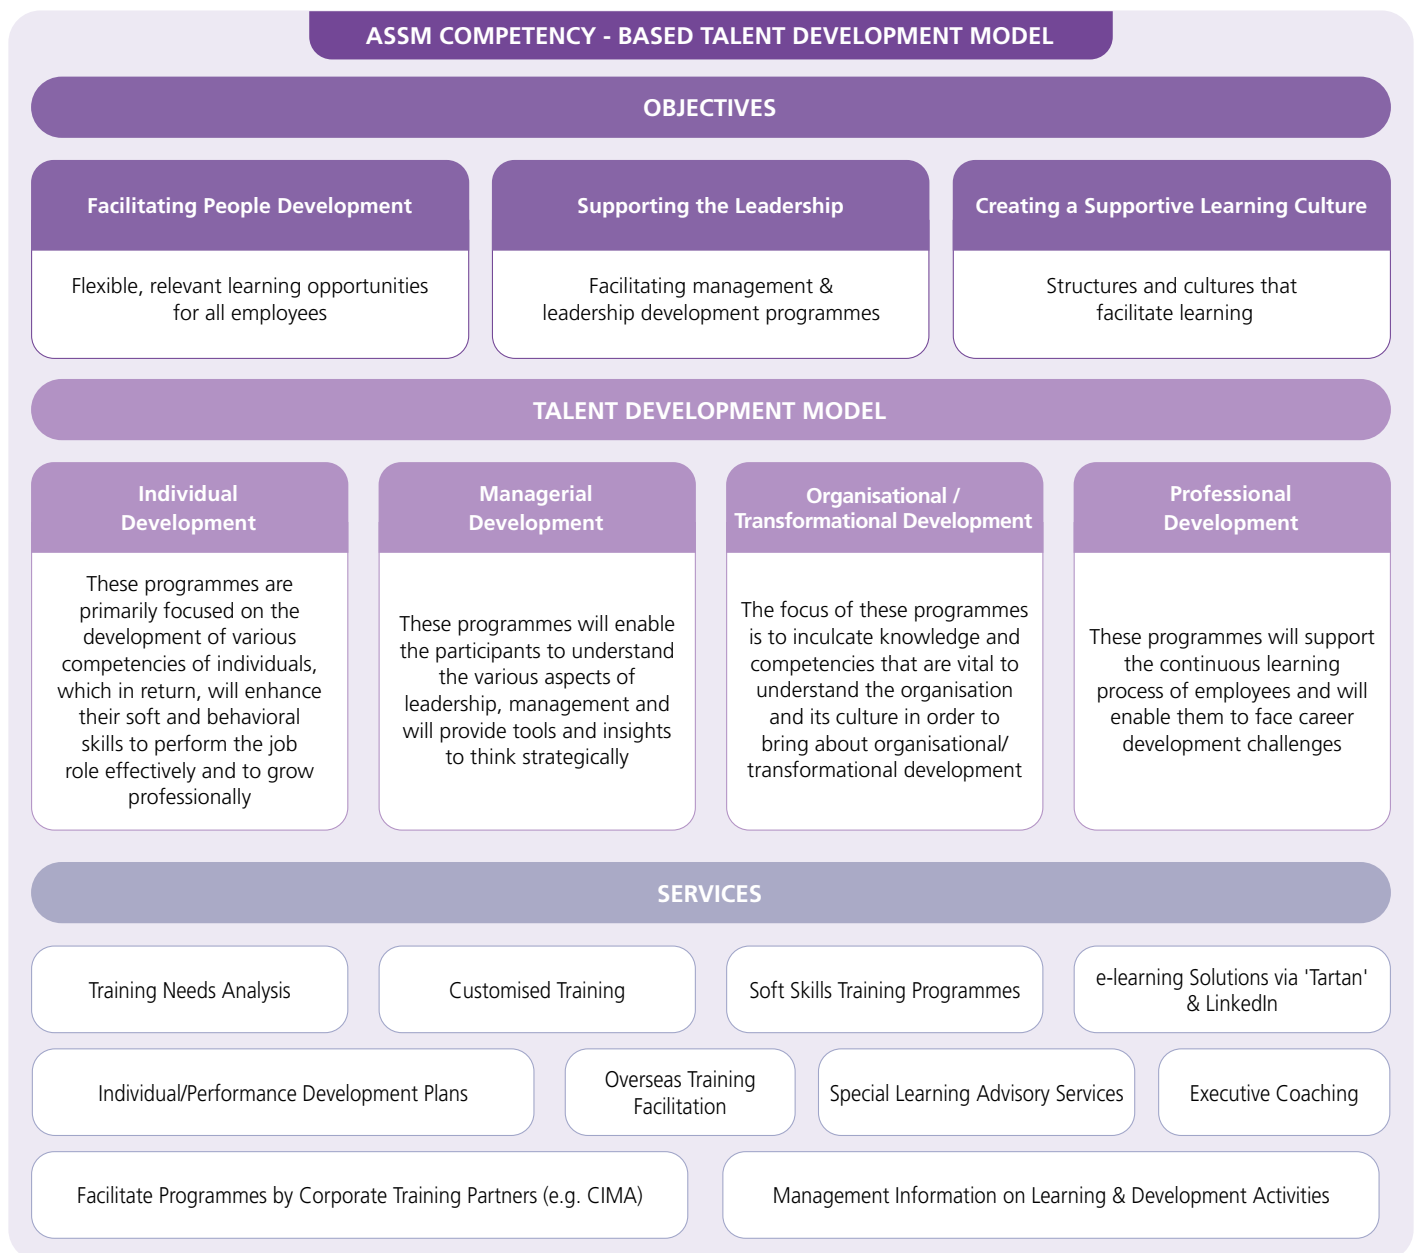 ASSM COMPETENCY - BASED TALENT DEVELOPMENT MODEL
OBJECTIVES
Facilitating People Development
Flexible, relevant learning opportunities
for all employees
Supporting the Leadership
Facilitating management &
leadership development programmes
Creating a Supportive Learning Culture
Structures and cultures that
facilitate learning
TALENT DEVELOPMENT MODEL
Individual
Development
These programmes are
primarily focused on the
development of various
competencies of individuals,
which in return, will enhance
their soft and behavioral
skills to perform the job
role effectively and to grow
professionally
Managerial
Development
These programmes will enable
the participants to understand
the various aspects of
leadership, management and
will provide tools and insights
to think strategically
Organisational /
Transformational Development
The focus of these programmes
is to inculcate knowledge and
competencies that are vital to
understand the organisation
and its culture in order to
bring about organisational/
transformational development
Professional
Development
These programmes will support
the continuous learning
process of employees and will
enable them to face career
development challenges
SERVICES
Training Needs Analysis
Customised Training
Soft Skills Training Programmes
e-learning Solutions via 'Tartan'
& LinkedIn
Individual/Performance Development Plans
Overseas Training
Facilitation
Special Learning Advisory Services
Executive Coaching
Facilitate Programmes by Corporate Training Partners (e.g. CIMA)
Management Information on Learning & Development Activities